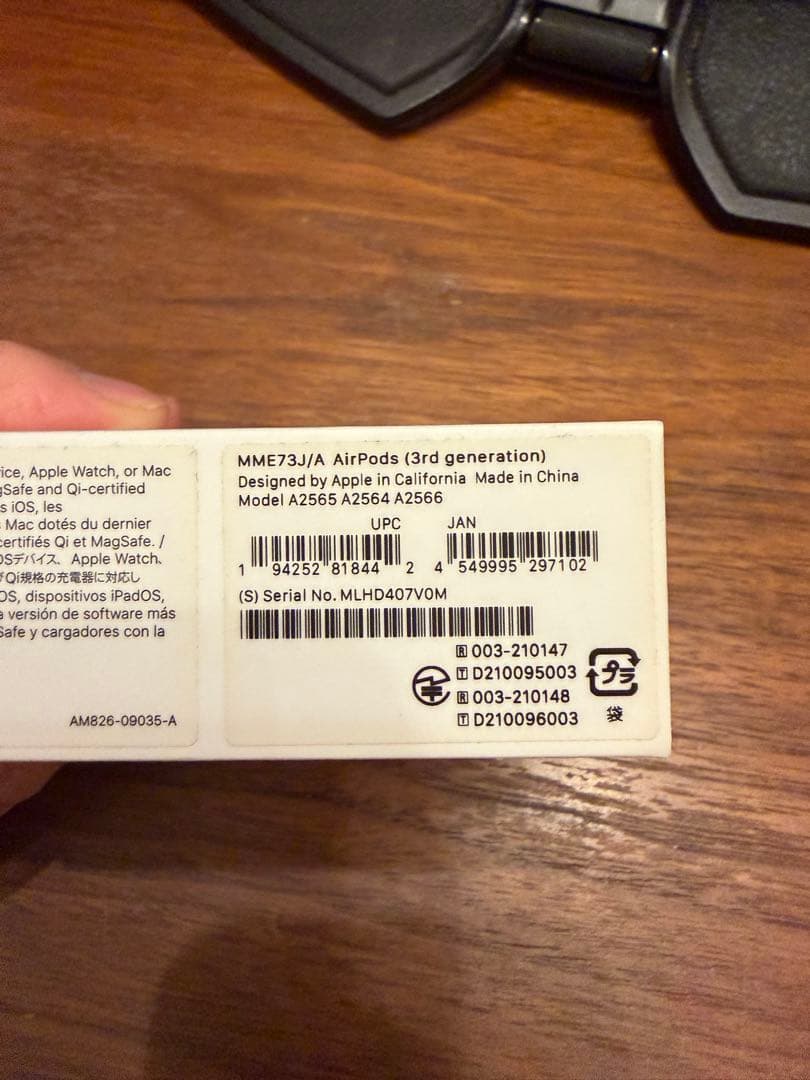 ice, Apple Watch, or Mac
gSafe and Qi-certified
s iOS, les
s Mac dotés du dernier
certifiés Qi et MagSafe. /
OSデバイス、Apple Watch、
びQi規格の充電器に対応し
OS, dispositivos iPadOS,
a versión de software más
Safe y cargadores con la
AM826-09035-A
MME73J/A AirPods (3rd generation)
Designed by Apple in California Made in China
Model A2565 A2564 A2566
UPC JAN
1 94252 81844 2 4 549995 297102
(S) Serial No. MLHD407V0M
R 003-210147
T D210095003
R 003-210148
T D210096003
プラ
袋